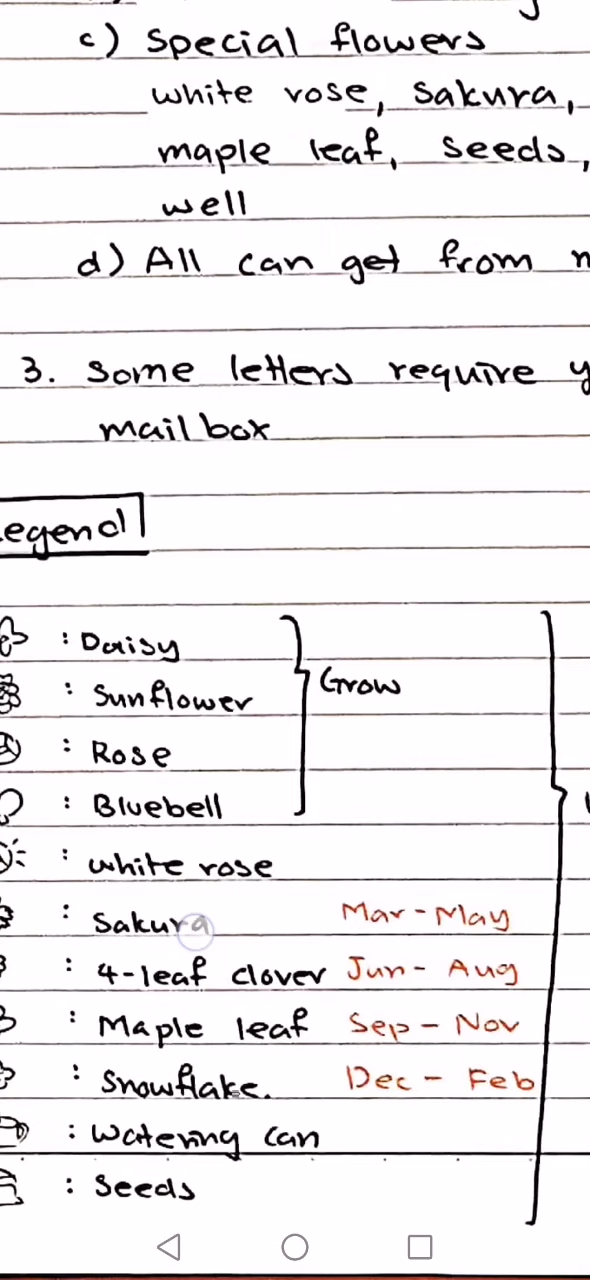 c) Special flowers
white rose, sakura,
maple leaf, seeds,
well
d) All can get from
3. Some letters require
mail box
Legend
: Daisy
: Sunflower
Grow
: Rose
: Bluebell
: white rose
: Sakura Mar - May
: 4-leaf clover Jun - Aug
: Maple leaf Sep - Nov
: Snowflake. Dec - Feb
: Watering can
: Seeds